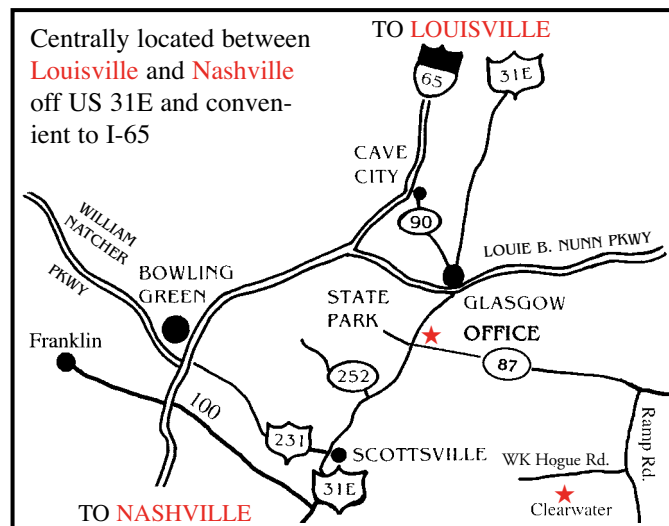 Centrally located between
Louisville and Nashville
off US 31E and conven-
ient to I-65
TO LOUISVILLE
65
31E
CAVE
CITY
90
WILLIAM
NATCHER
PKWY
BOWLING
GREEN
LOUIE B. NUNN PKWY
GLASGOW
STATE
PARK
OFFICE
87
Franklin
252
100
231
SCOTTSVILLE
31E
TO NASHVILLE
Ramp Rd.
WK Hogue Rd.
Clearwater